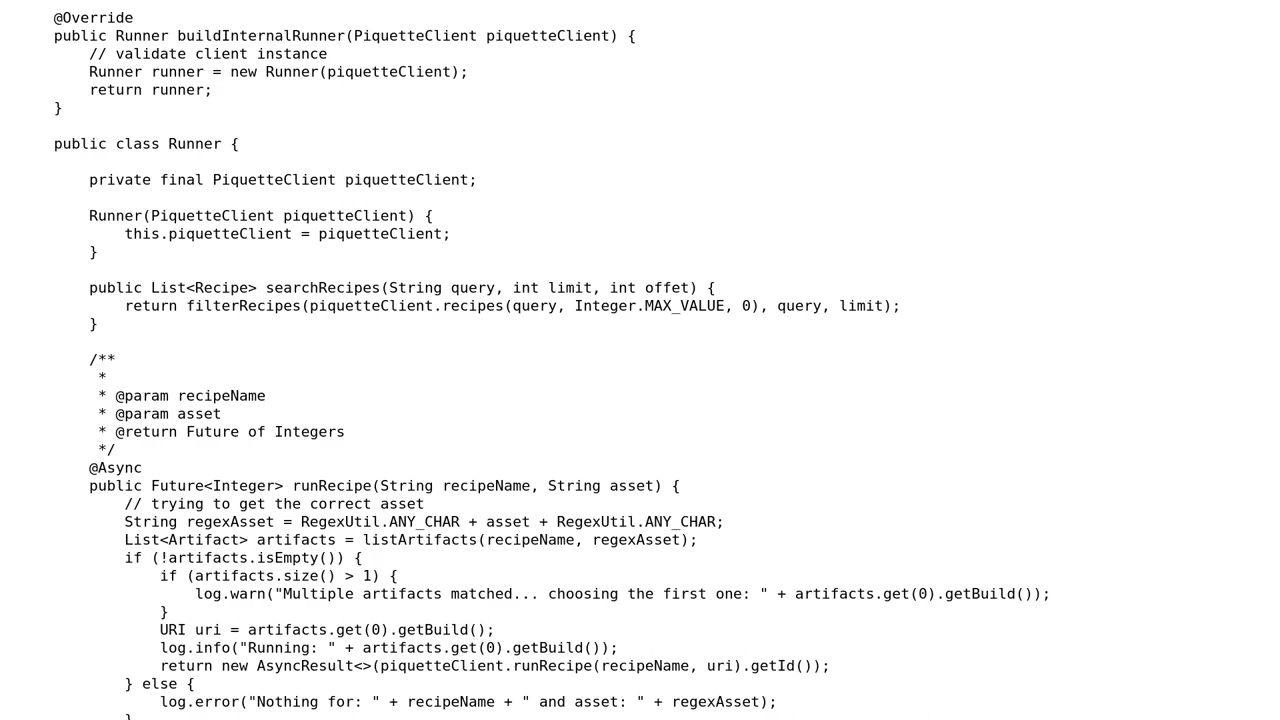 @Override
public Runner buildInternalRunner(PiquetteClient piquetteClient) {
    // validate client instance
    Runner runner = new Runner(piquetteClient);
    return runner;
}

public class Runner {

    private final PiquetteClient piquetteClient;

    Runner(PiquetteClient piquetteClient) {
        this.piquetteClient = piquetteClient;
    }

    public List<Recipe> searchRecipes(String query, int limit, int offet) {
        return filterRecipes(piquetteClient.recipes(query, Integer.MAX_VALUE, 0), query, limit);
    }

    /**
     *
     * @param recipeName
     * @param asset
     * @return Future of Integers
     */
    @Async
    public Future<Integer> runRecipe(String recipeName, String asset) {
        // trying to get the correct asset
        String regexAsset = RegexUtil.ANY_CHAR + asset + RegexUtil.ANY_CHAR;
        List<Artifact> artifacts = listArtifacts(recipeName, regexAsset);
        if (!artifacts.isEmpty()) {
            if (artifacts.size() > 1) {
                log.warn("Multiple artifacts matched... choosing the first one: " + artifacts.get(0).getBuild());
            }
            URI uri = artifacts.get(0).getBuild();
            log.info("Running: " + artifacts.get(0).getBuild());
            return new AsyncResult<>(piquetteClient.runRecipe(recipeName, uri).getId());
        } else {
            log.error("Nothing for: " + recipeName + " and asset: " + regexAsset);
        }